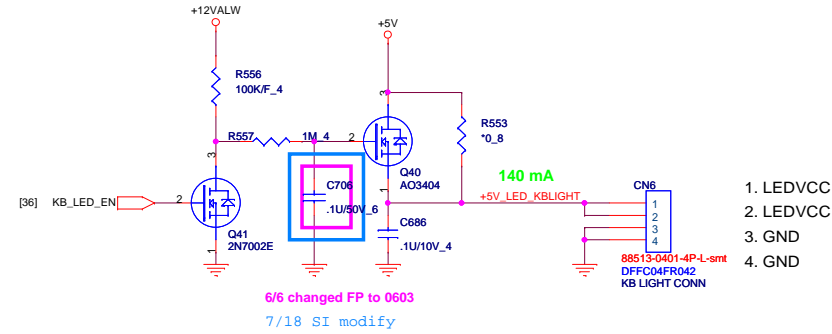 +12VALW
+5V
R556
100K/F_4
R557
1M_4
3
2
1
3
2
1
R553
*0_8
Q40
AO3404
140 mA
+5V_LED_KBLIGHT
CN6
1
2
3
4
1. LEDVCC
2. LEDVCC
3. GND
4. GND
[36] KB_LED_EN
Q41
2N7002E
C706
.1U/50V_6
C686
.1U/10V_4
88513-0401-4P-L-smt
DFFC04FR042
KB LIGHT CONN
6/6 changed FP to 0603
7/18 SI modify